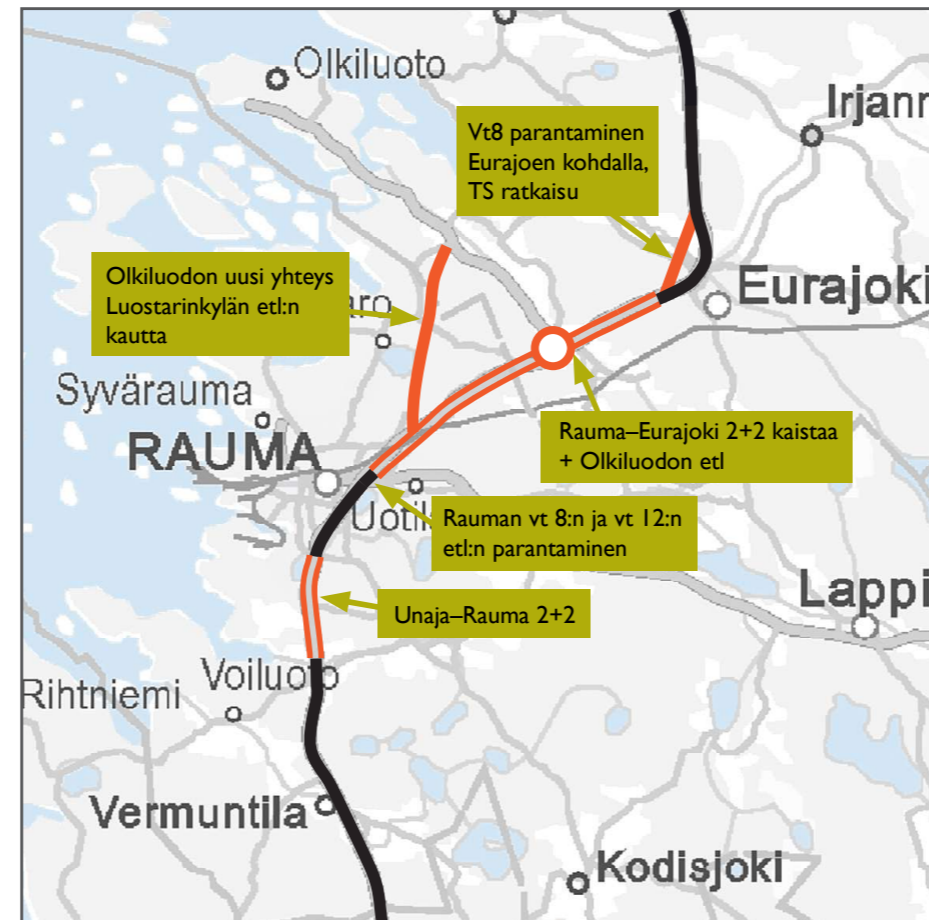 Olkiluoto
Irjanr
Vt8 parantaminen
Eurajoen kohdalla,
TS ratkaisu
Olkiluodon uusi yhteys
Luostarinkylän etl:n
kautta
aro
Eurajoki
Syvärauma
RAUMA
Rauma–Eurajoki 2+2 kaistaa
+ Olkiluodon etl
Uotil
Rauman vt 8:n ja vt 12:n
etl:n parantaminen
Lappi
Unaja–Rauma 2+2
Voiluoto
Rihtniemi
Vermuntila
Kodisjoki